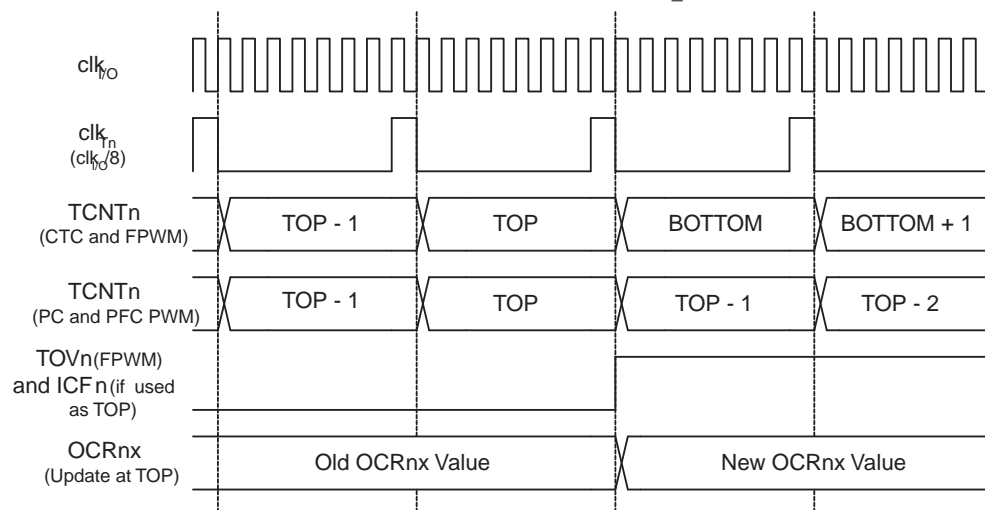 clkI/O
clkTn
(clkI/O/8)
TCNTn
(CTC and FPWM)
TOP - 1 TOP BOTTOM BOTTOM + 1
TCNTn
(PC and PFC PWM)
TOP - 1 TOP TOP - 1 TOP - 2
TOVn(FPWM)
and ICFn(if used
as TOP)
OCRnx
(Update at TOP)
Old OCRnx Value New OCRnx Value